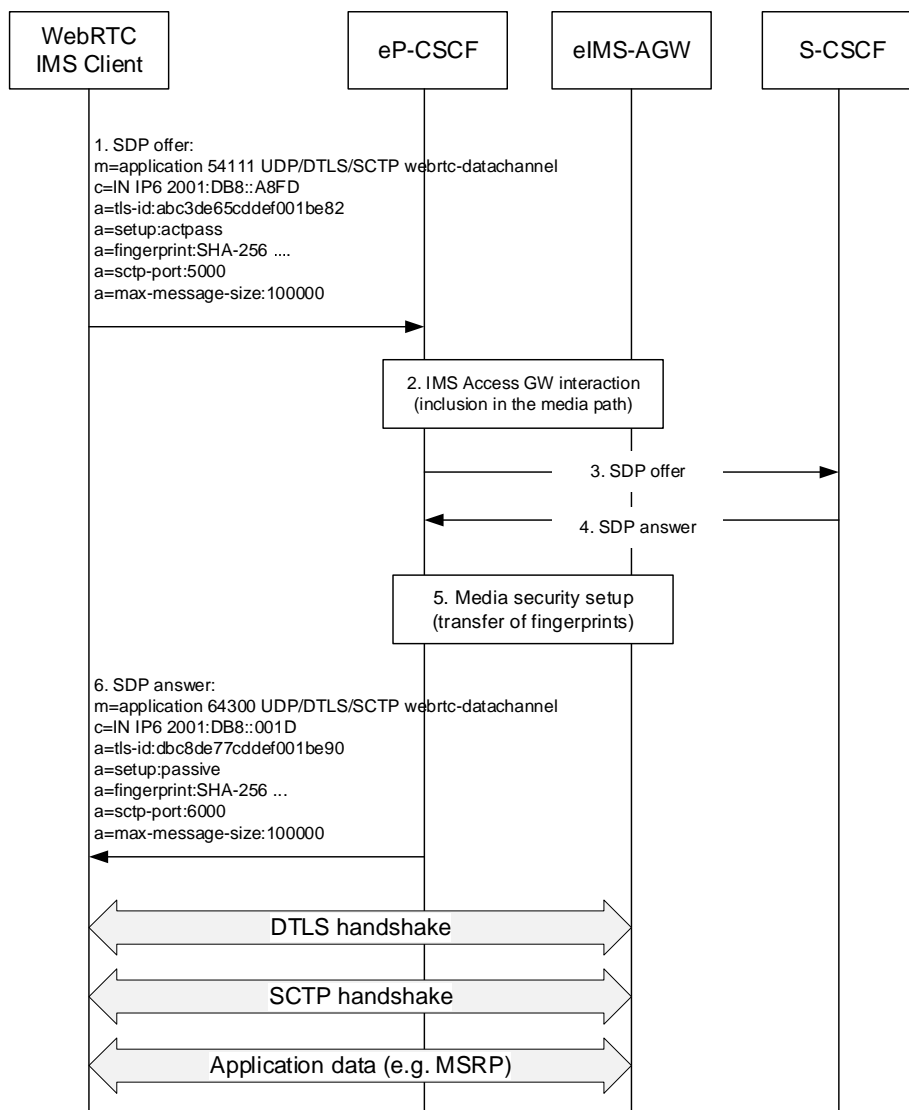 WebRTC
IMS Client
eP-CSCF
eIMS-AGW
S-CSCF
1. SDP offer:
m=application 54111 UDP/DTLS/SCTP webrtc-datachannel
c=IN IP6 2001:DB8::A8FD
a=tls-id:abc3de65cddef001be82
a=setup:actpass
a=fingerprint:SHA-256 ....
a=sctp-port:5000
a=max-message-size:100000
2. IMS Access GW interaction
(inclusion in the media path)
3. SDP offer
4. SDP answer
5. Media security setup
(transfer of fingerprints)
6. SDP answer:
m=application 64300 UDP/DTLS/SCTP webrtc-datachannel
c=IN IP6 2001:DB8::001D
a=tls-id:dbc8de77cddef001be90
a=setup:passive
a=fingerprint:SHA-256 ...
a=sctp-port:6000
a=max-message-size:100000
DTLS handshake
SCTP handshake
Application data (e.g. MSRP)